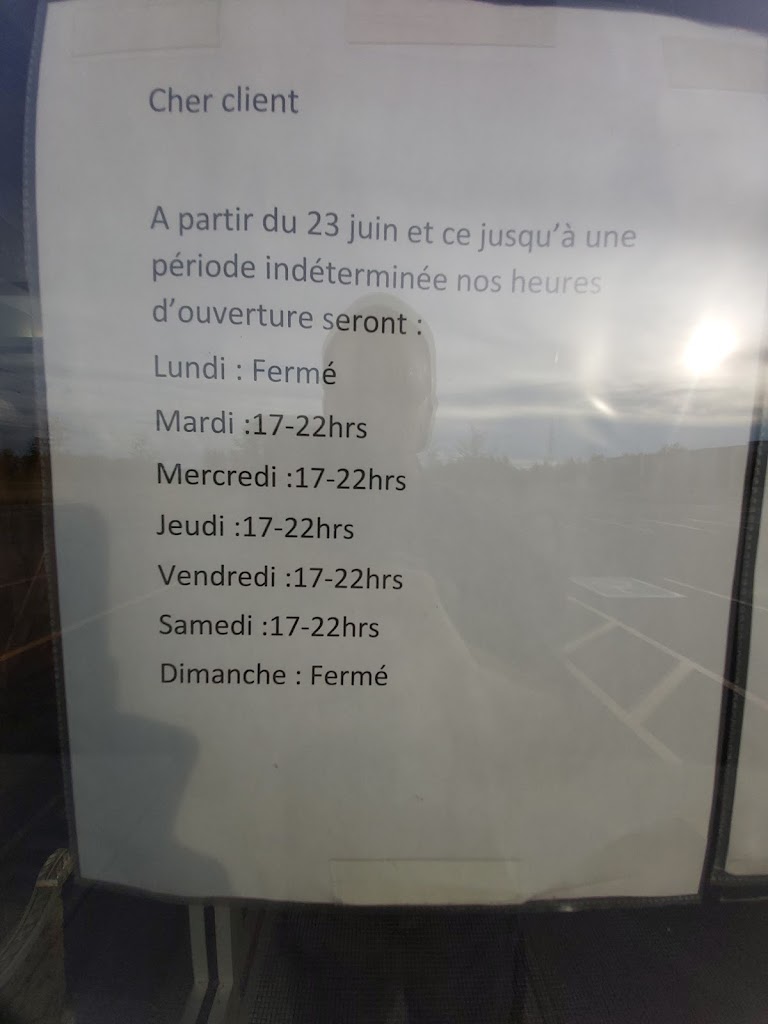 Cher client
A partir du 23 juin et ce jusqu'à une
période indéterminée nos heures
d'ouverture seront :
Lundi : Fermé
Mardi :17-22hrs
Mercredi :17-22hrs
Jeudi :17-22hrs
Vendredi :17-22hrs
Samedi :17-22hrs
Dimanche : Fermé